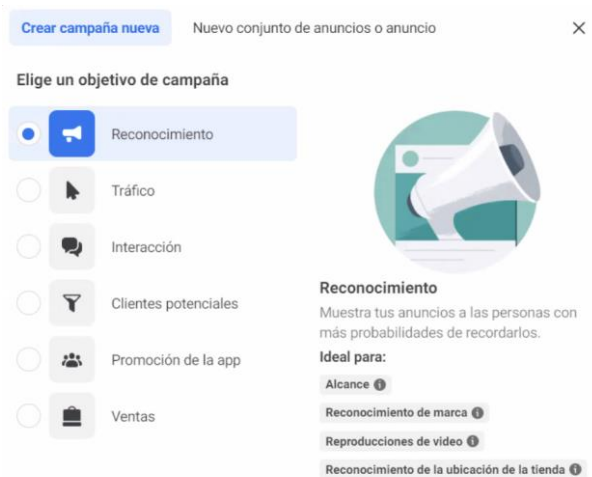 Crear campaña nueva
Nuevo conjunto de anuncios o anuncio
Elige un objetivo de campaña
Reconocimiento
Tráfico
Interacción
Clientes potenciales
Promoción de la app
Ventas
Reconocimiento
Muestra tus anuncios a las personas con
más probabilidades de recordarlos.
Ideal para:
Alcance
Reconocimiento de marca
Reproducciones de video
Reconocimiento de la ubicación de la tienda